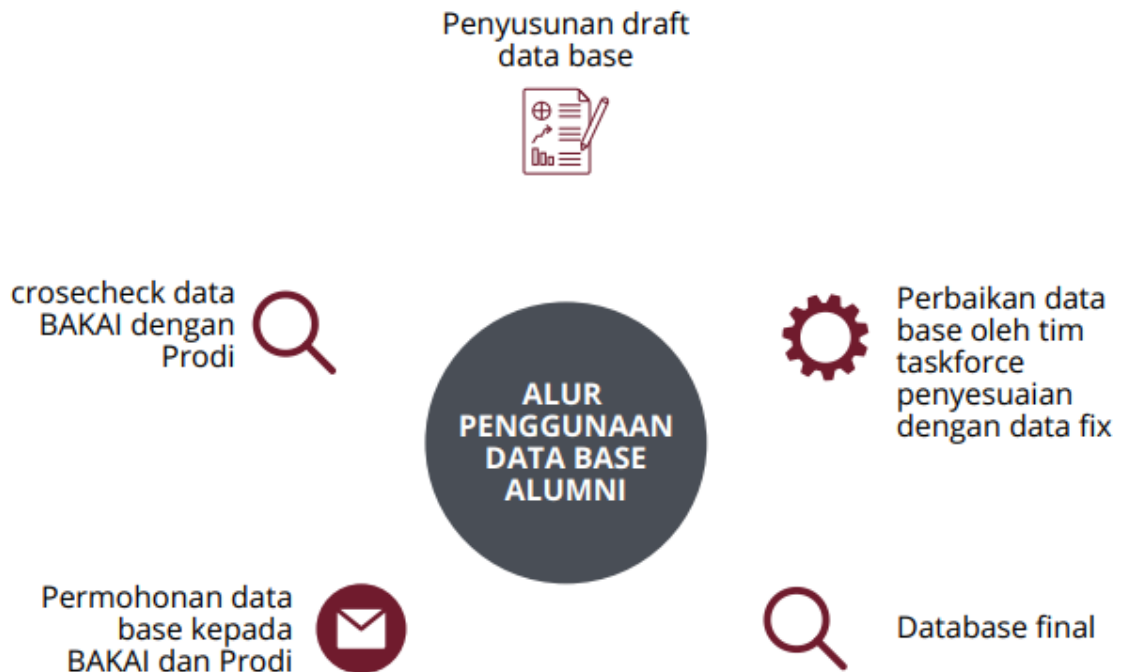 Penyusunan draft
data base
crosecheck data
BAKAI dengan
Prodi
Perbaikan data
base oleh tim
taskforce
penyesuaian
dengan data fix
ALUR
PENGGUNAAN
DATA BASE
ALUMNI
Permohonan data
base kepada
BAKAI dan Prodi
Database final